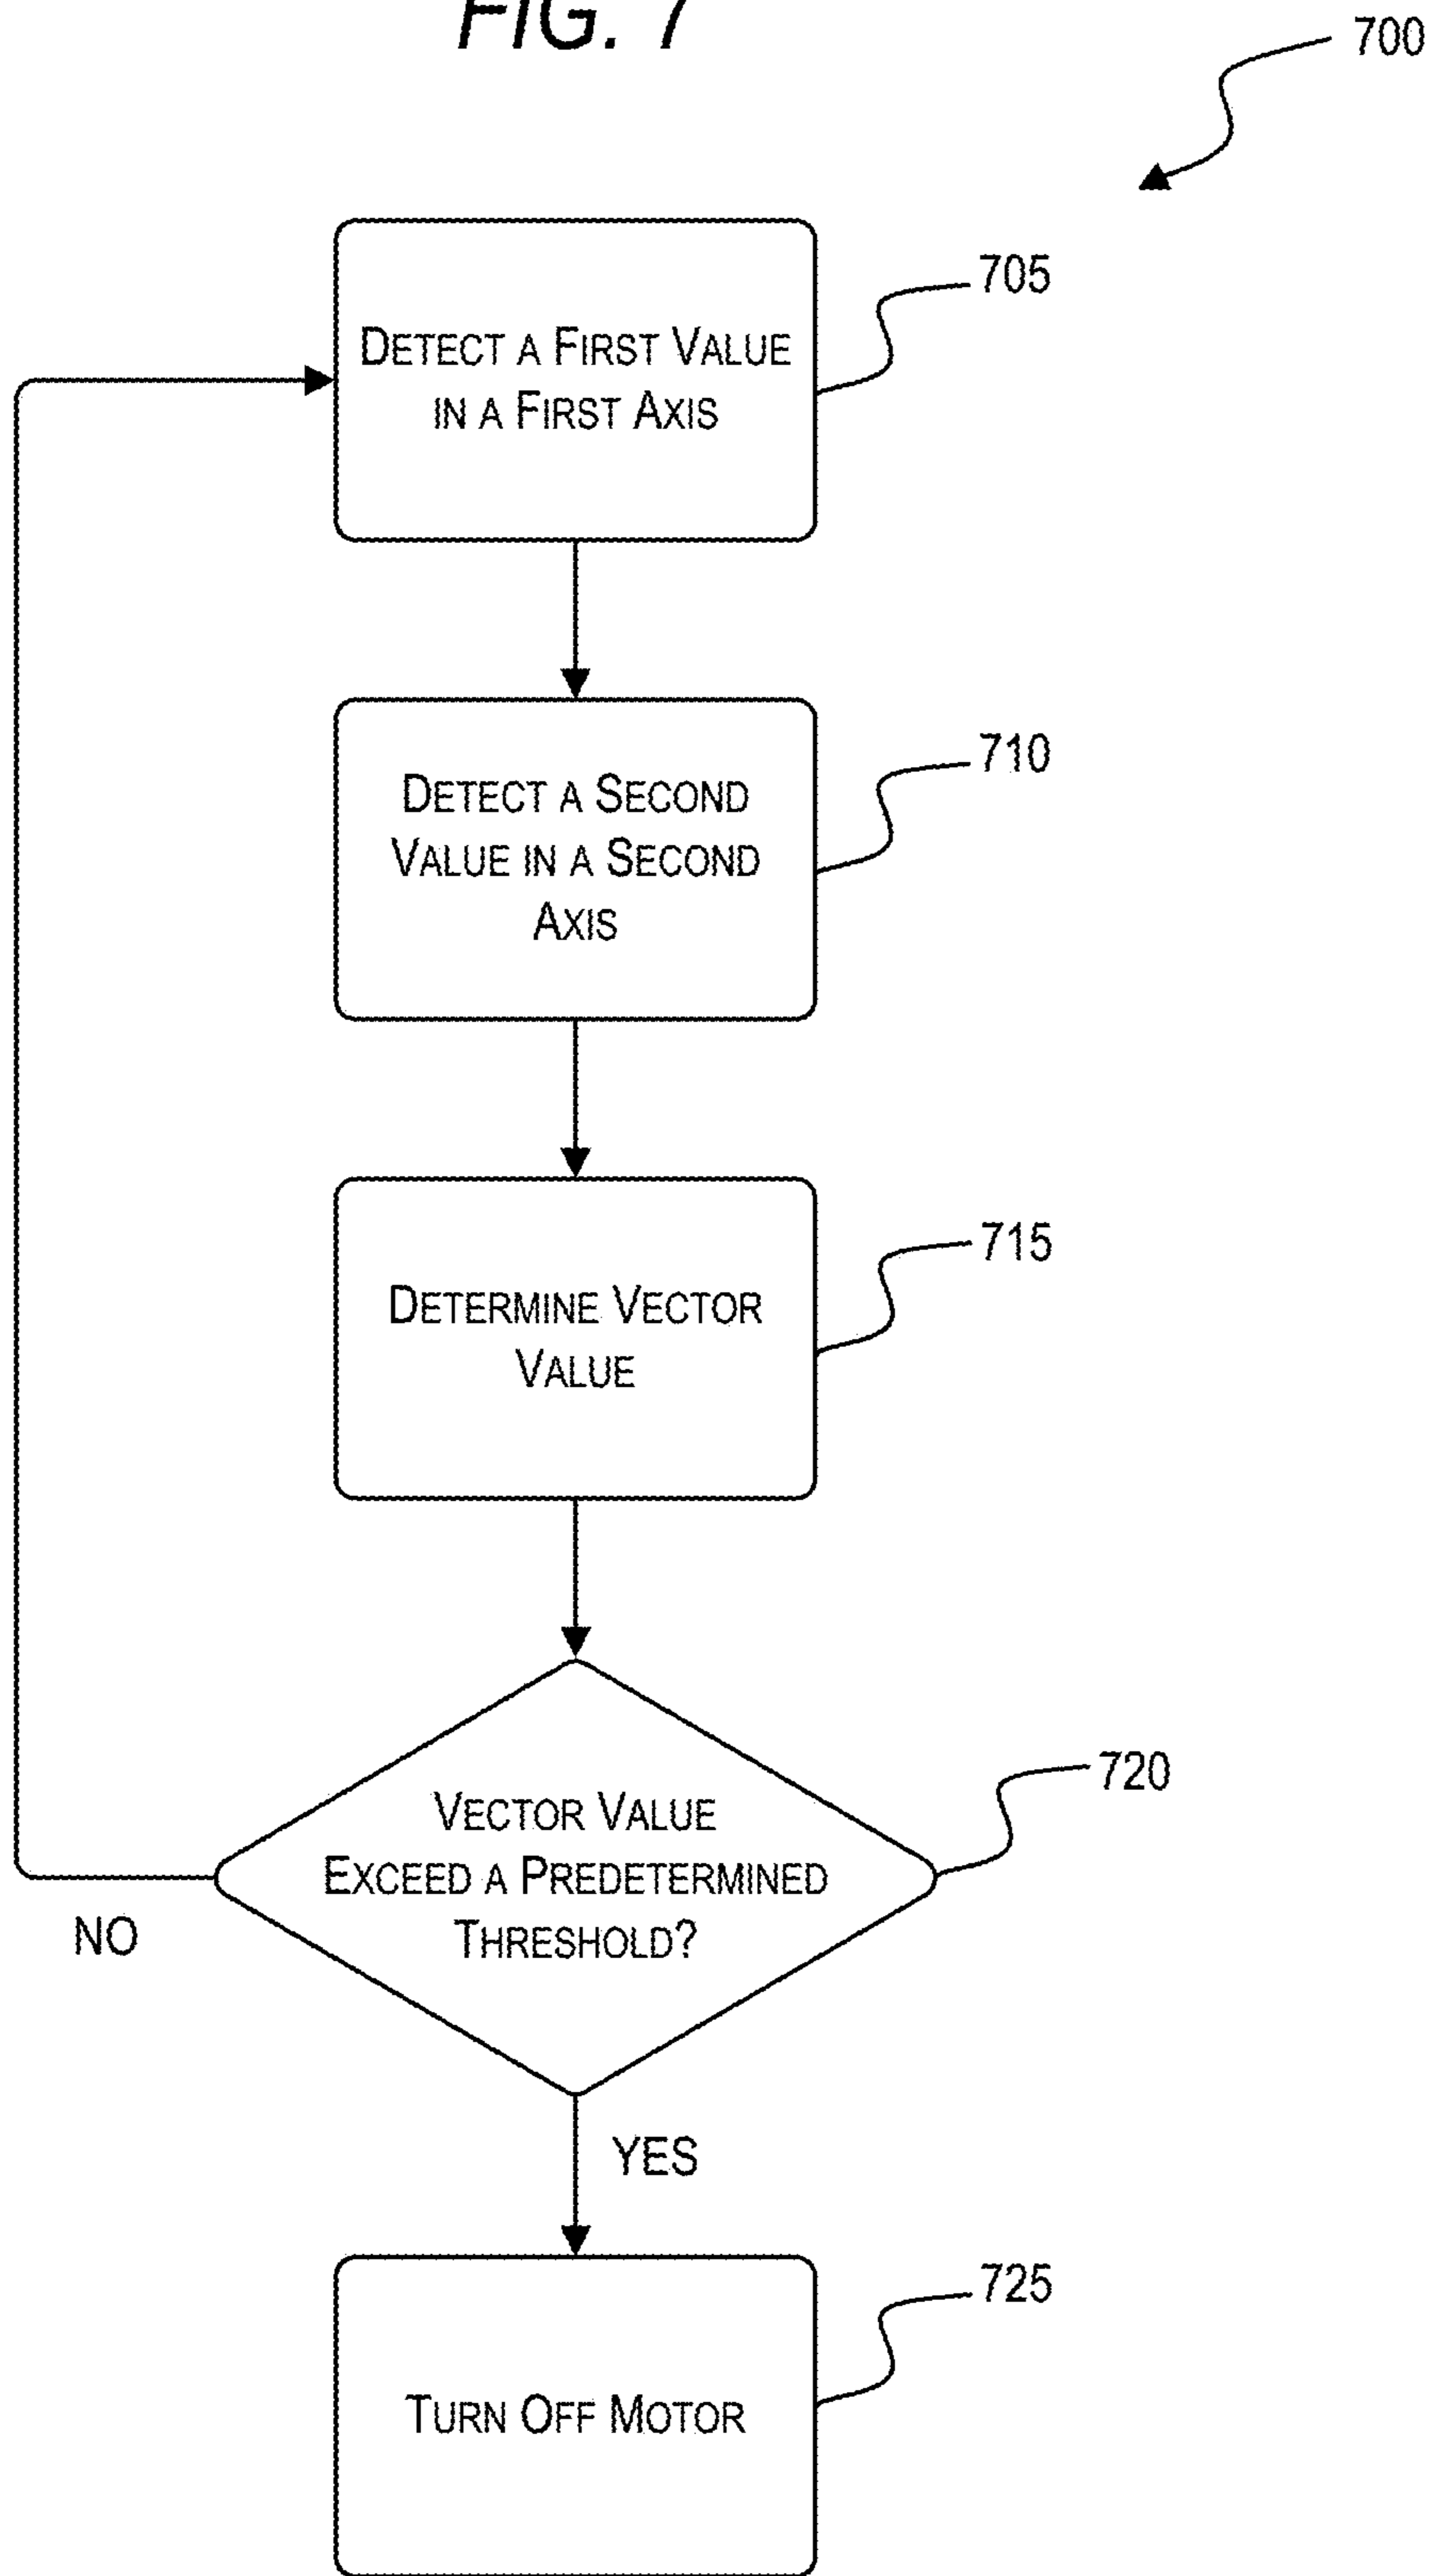 FIG. 7
700
705
DETECT A FIRST VALUE
IN A FIRST AXIS
710
DETECT A SECOND
VALUE IN A SECOND
AXIS
715
DETERMINE VECTOR
VALUE
720
VECTOR VALUE
EXCEED A PREDETERMINED
THRESHOLD?
NO
YES
725
TURN OFF MOTOR